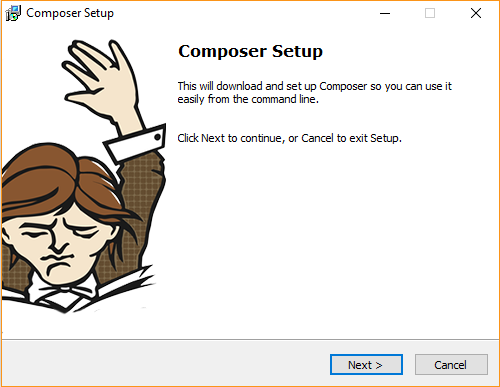 Composer Setup
Composer Setup
This will download and set up Composer so you can use it
easily from the command line.
Click Next to continue, or Cancel to exit Setup.
Next >
Cancel